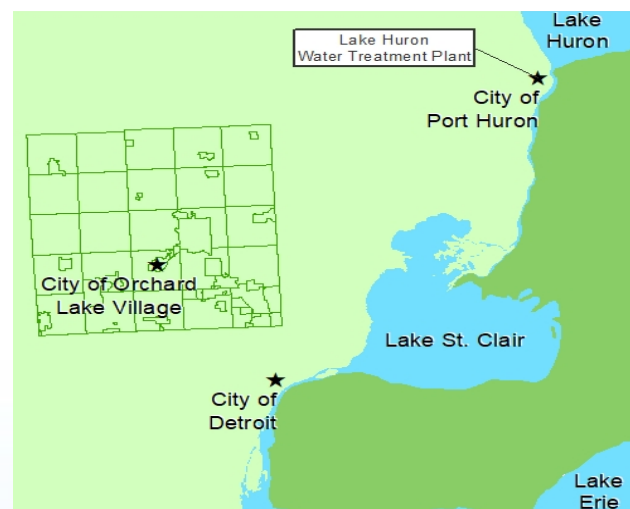 Lake
Huron
Lake Huron
Water Treatment Plant
City of
Port Huron
City of Orchard
Lake Village
Lake St. Clair
City of
Detroit
Lake
Erie